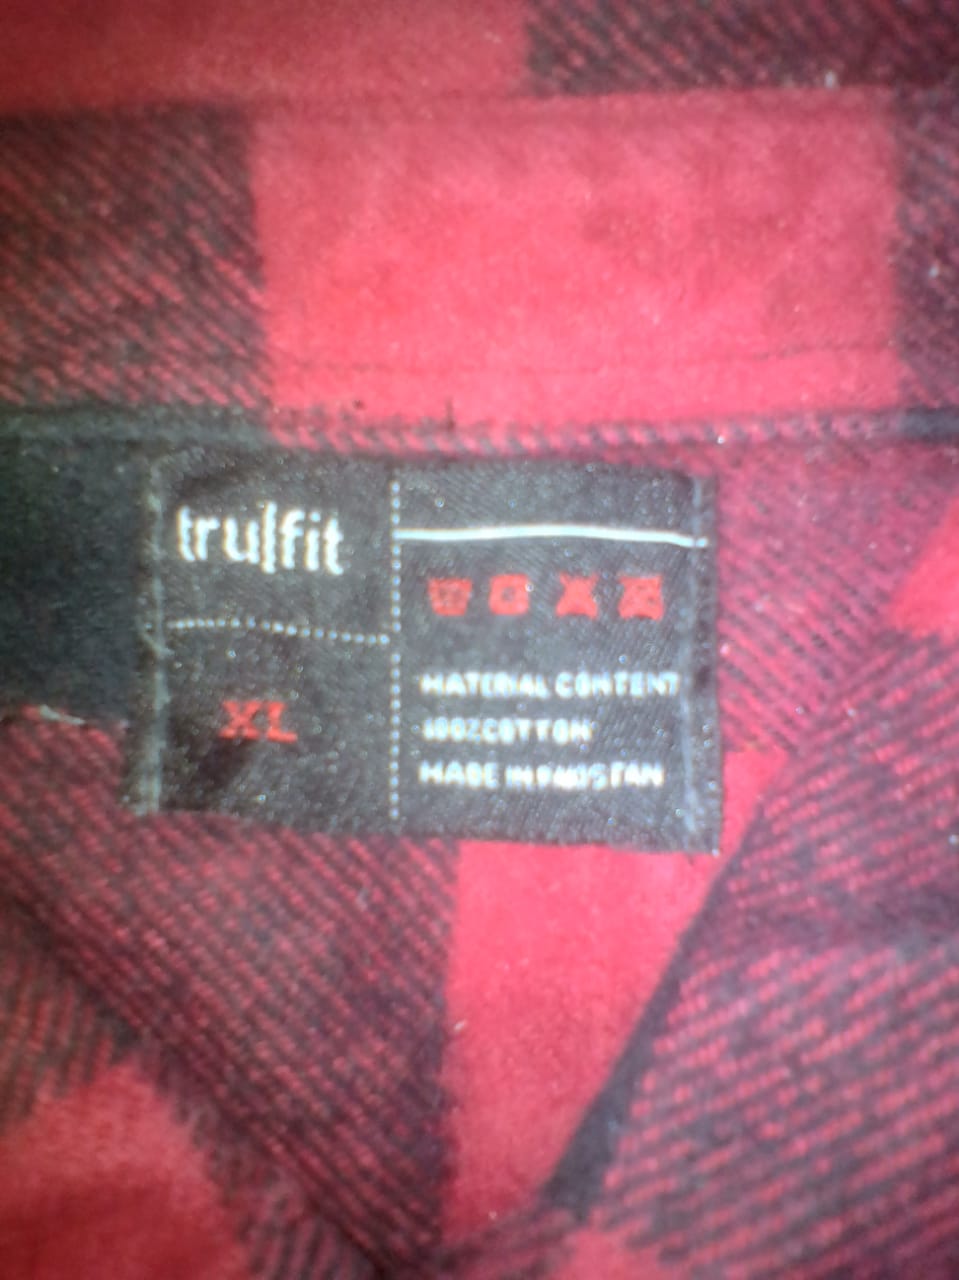 tru|fit
XL
MATERIAL CONTENT
100%COTTON
MADE IN PAKISTAN